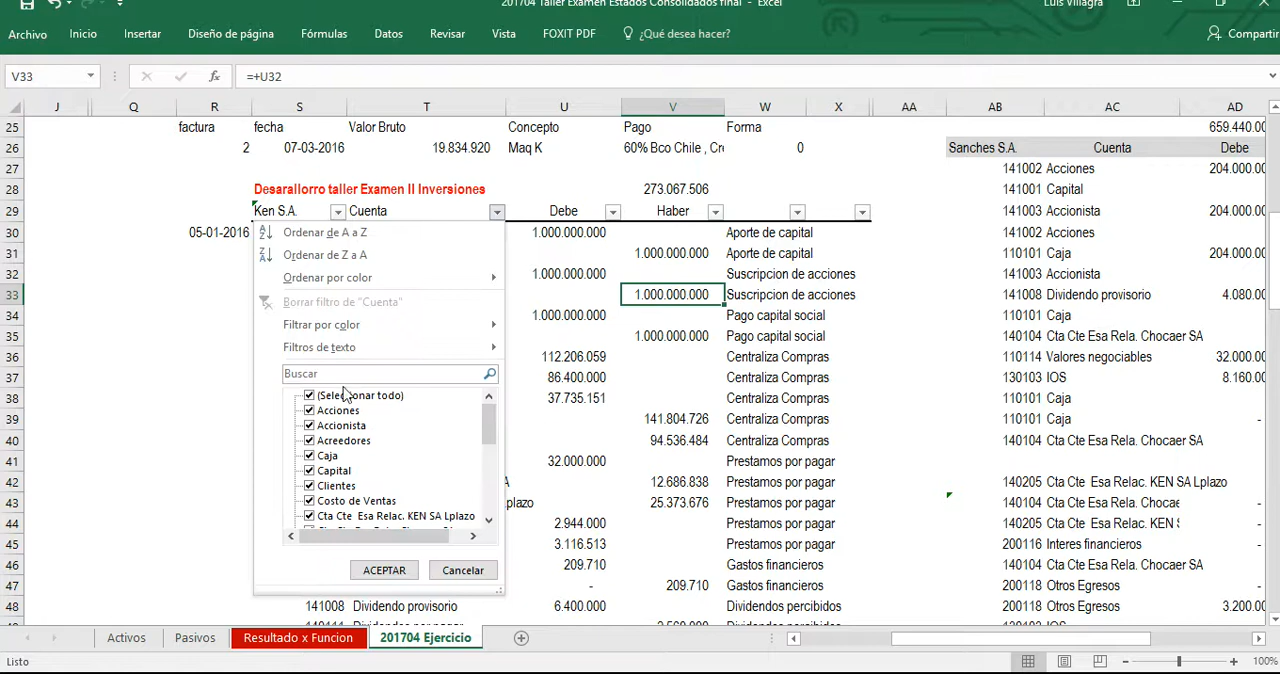 201704 Taller Examen Estados Consolidados final - Excel
Luis Villagra
Archivo Inicio Insertar Diseño de página Fórmulas Datos Revisar Vista FOXIT PDF ¿Qué desea hacer? Compartir
V33 fx =+U32
J Q R S T U V W X AA AB AC AD
25 factura fecha Valor Bruto Concepto Pago Forma 659.440.00
26 2 07-03-2016 19.834.920 Maq K 60% Bco Chile , Cre 0 Sanches S.A. Cuenta Debe
27 141002 Acciones 204.000.00
28 Desarallorro taller Examen II Inversiones 273.067.506 141001 Capital
29 Ken S.A. Cuenta Debe Haber 141003 Accionista 204.000.00
30 05-01-2016 1.000.000.000 Aporte de capital 141002 Acciones
31 1.000.000.000 Aporte de capital 110101 Caja 204.000.00
32 1.000.000.000 Suscripcion de acciones 141003 Accionista
33 1.000.000.000 Suscripcion de acciones 141008 Dividendo provisorio 4.080.00
34 1.000.000.000 Pago capital social 110101 Caja
35 1.000.000.000 Pago capital social 140104 Cta Cte Esa Rela. Chocaer SA
36 112.206.059 Centraliza Compras 110114 Valores negociables 32.000.00
37 86.400.000 Centraliza Compras 130103 IOS 8.160.00
38 37.735.151 Centraliza Compras 110101 Caja
39 141.804.726 Centraliza Compras 110101 Caja -
40 94.536.484 Centraliza Compras 140104 Cta Cte Esa Rela. Chocaer SA
41 32.000.000 Prestamos por pagar
42 A 12.686.838 Prestamos por pagar 140205 Cta Cte Esa Relac. KEN SA Lplazo
43 plazo 25.373.676 Prestamos por pagar 140104 Cta Cte Esa Rela. Chocae -
44 2.944.000 Prestamos por pagar 140205 Cta Cte Esa Relac. KEN S -
45 3.116.513 Prestamos por pagar 200116 Interes financieros -
46 209.710 Gastos financieros 140104 Cta Cte Esa Rela. Chocaer SA
47 - 209.710 Gastos financieros 200118 Otros Egresos -
48 141008 Dividendo provisorio 6.400.000 Dividendos percibidos 200118 Otros Egresos 3.200.00
Ordenar de A a Z
Ordenar de Z a A
Ordenar por color
Borrar filtro de "Cuenta"
Filtrar por color
Filtros de texto
Buscar
(Seleccionar todo)
Acciones
Accionista
Acreedores
Caja
Capital
Clientes
Costo de Ventas
Cta Cte Esa Relac. KEN SA Lplazo
ACEPTAR Cancelar
Activos Pasivos Resultado x Funcion 201704 Ejercicio
Listo 100%